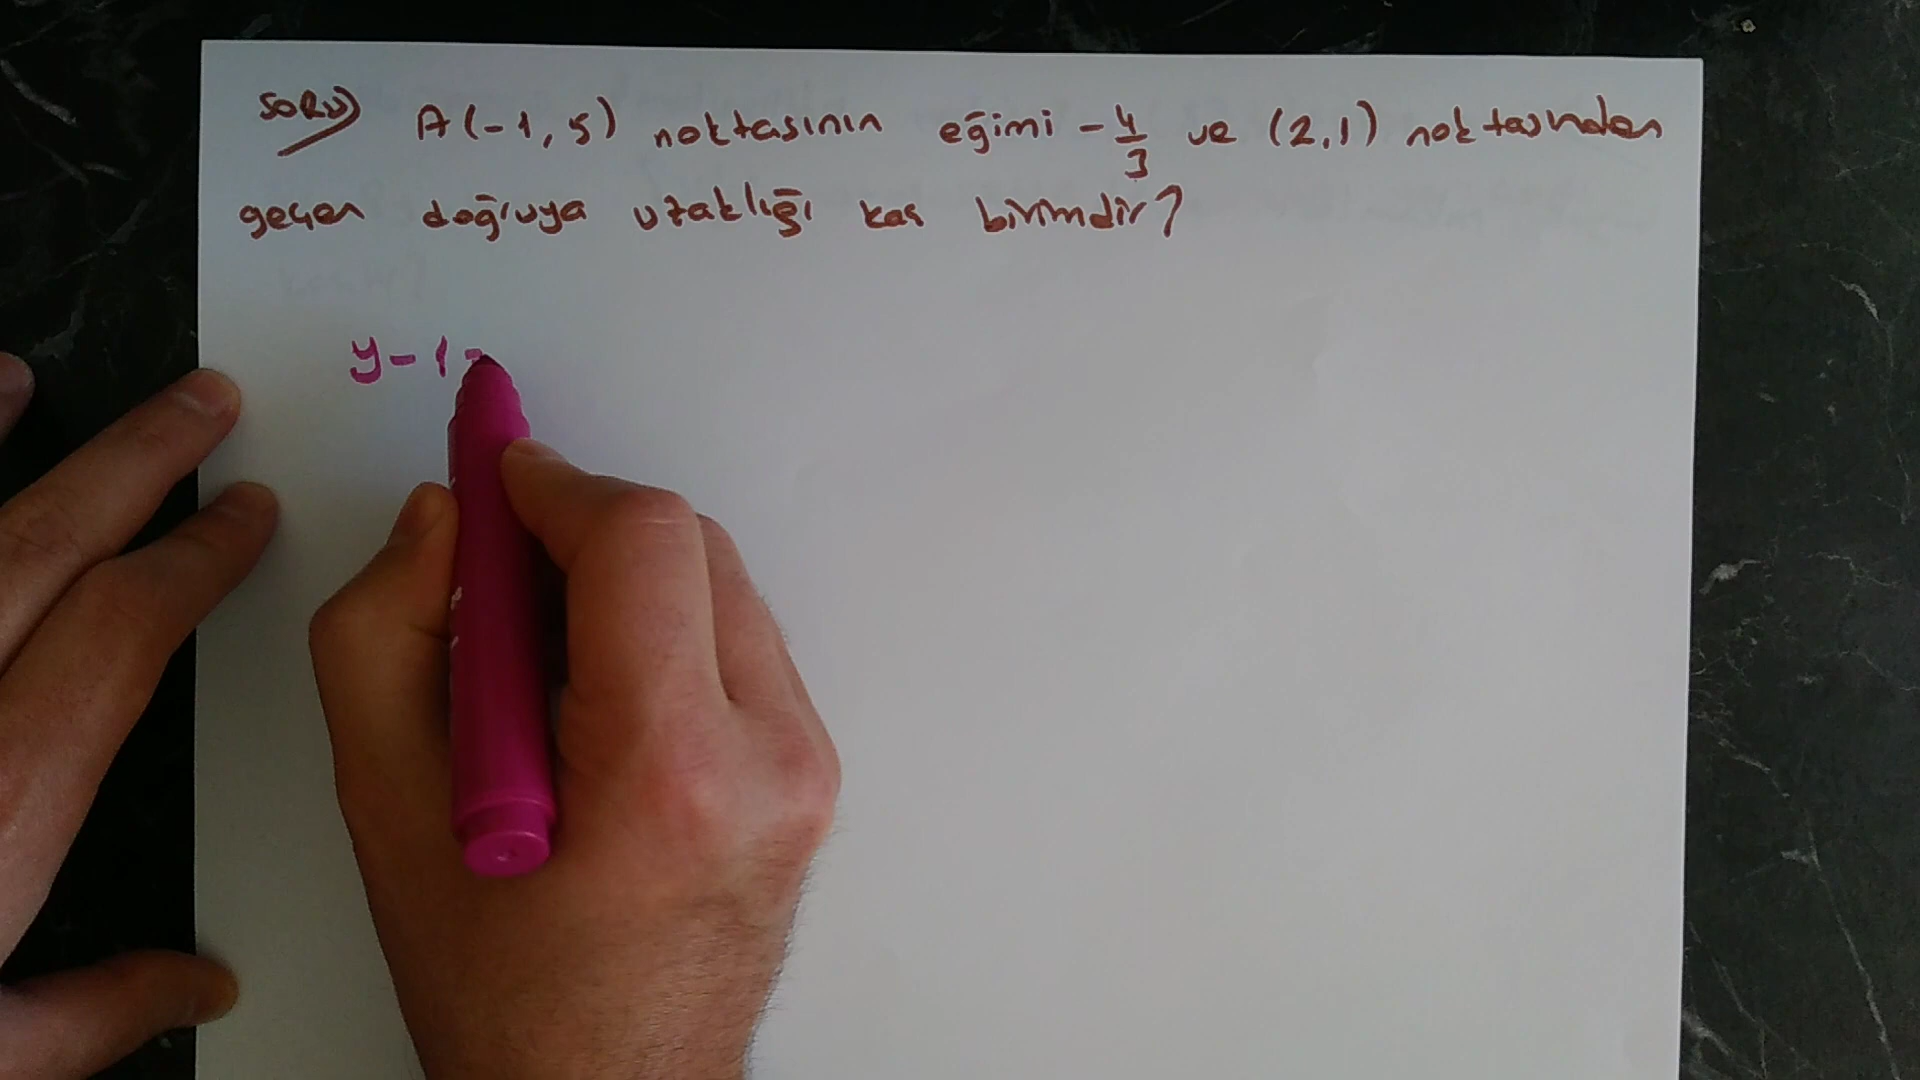 SORU) A(-1,5) noktasının eğimi -4/3 ve (2,1) noktasından
geçen doğruya uzaklığı kaç birimdir?
y-1=